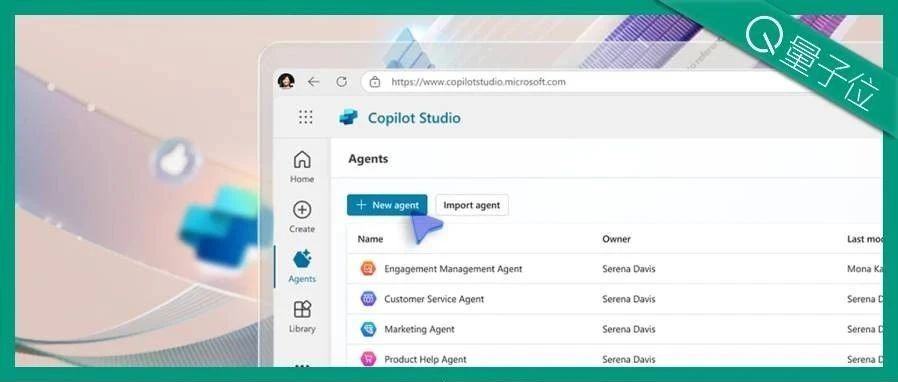 量子位
https://www.copilotstudio.microsoft.com
Copilot Studio
Home
Create
Agents
Library
Agents
New agent
Import agent
Name Owner Last mo
Engagement Management Agent Serena Davis Mona Ka
Customer Service Agent Serena Davis Serena D
Marketing Agent Serena Davis Serena D
Product Help Agent Serena Davis Serena D